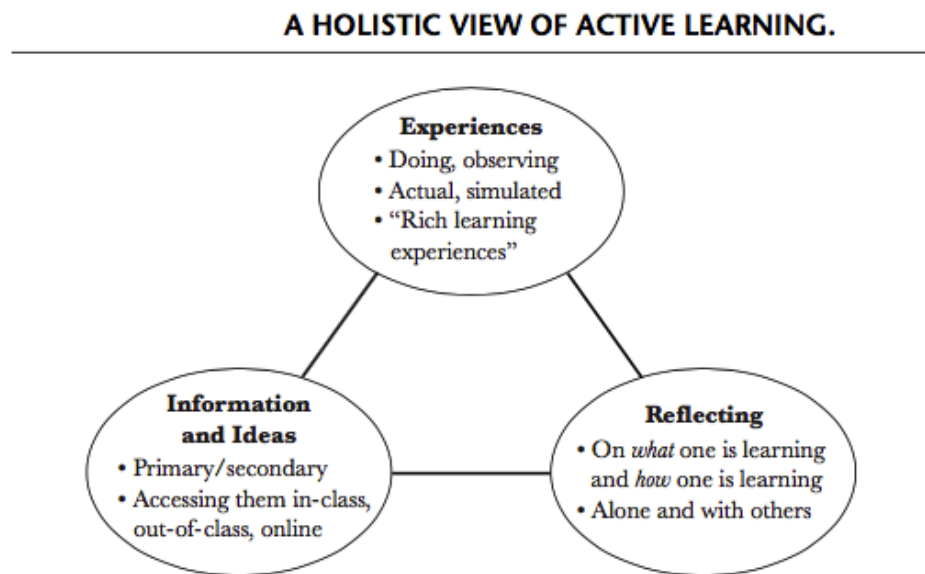 A HOLISTIC VIEW OF ACTIVE LEARNING.
Experiences
• Doing, observing
• Actual, simulated
• “Rich learning
experiences”
Information
and Ideas
• Primary/secondary
• Accessing them in-class,
out-of-class, online
Reflecting
• On what one is learning
and how one is learning
• Alone and with others